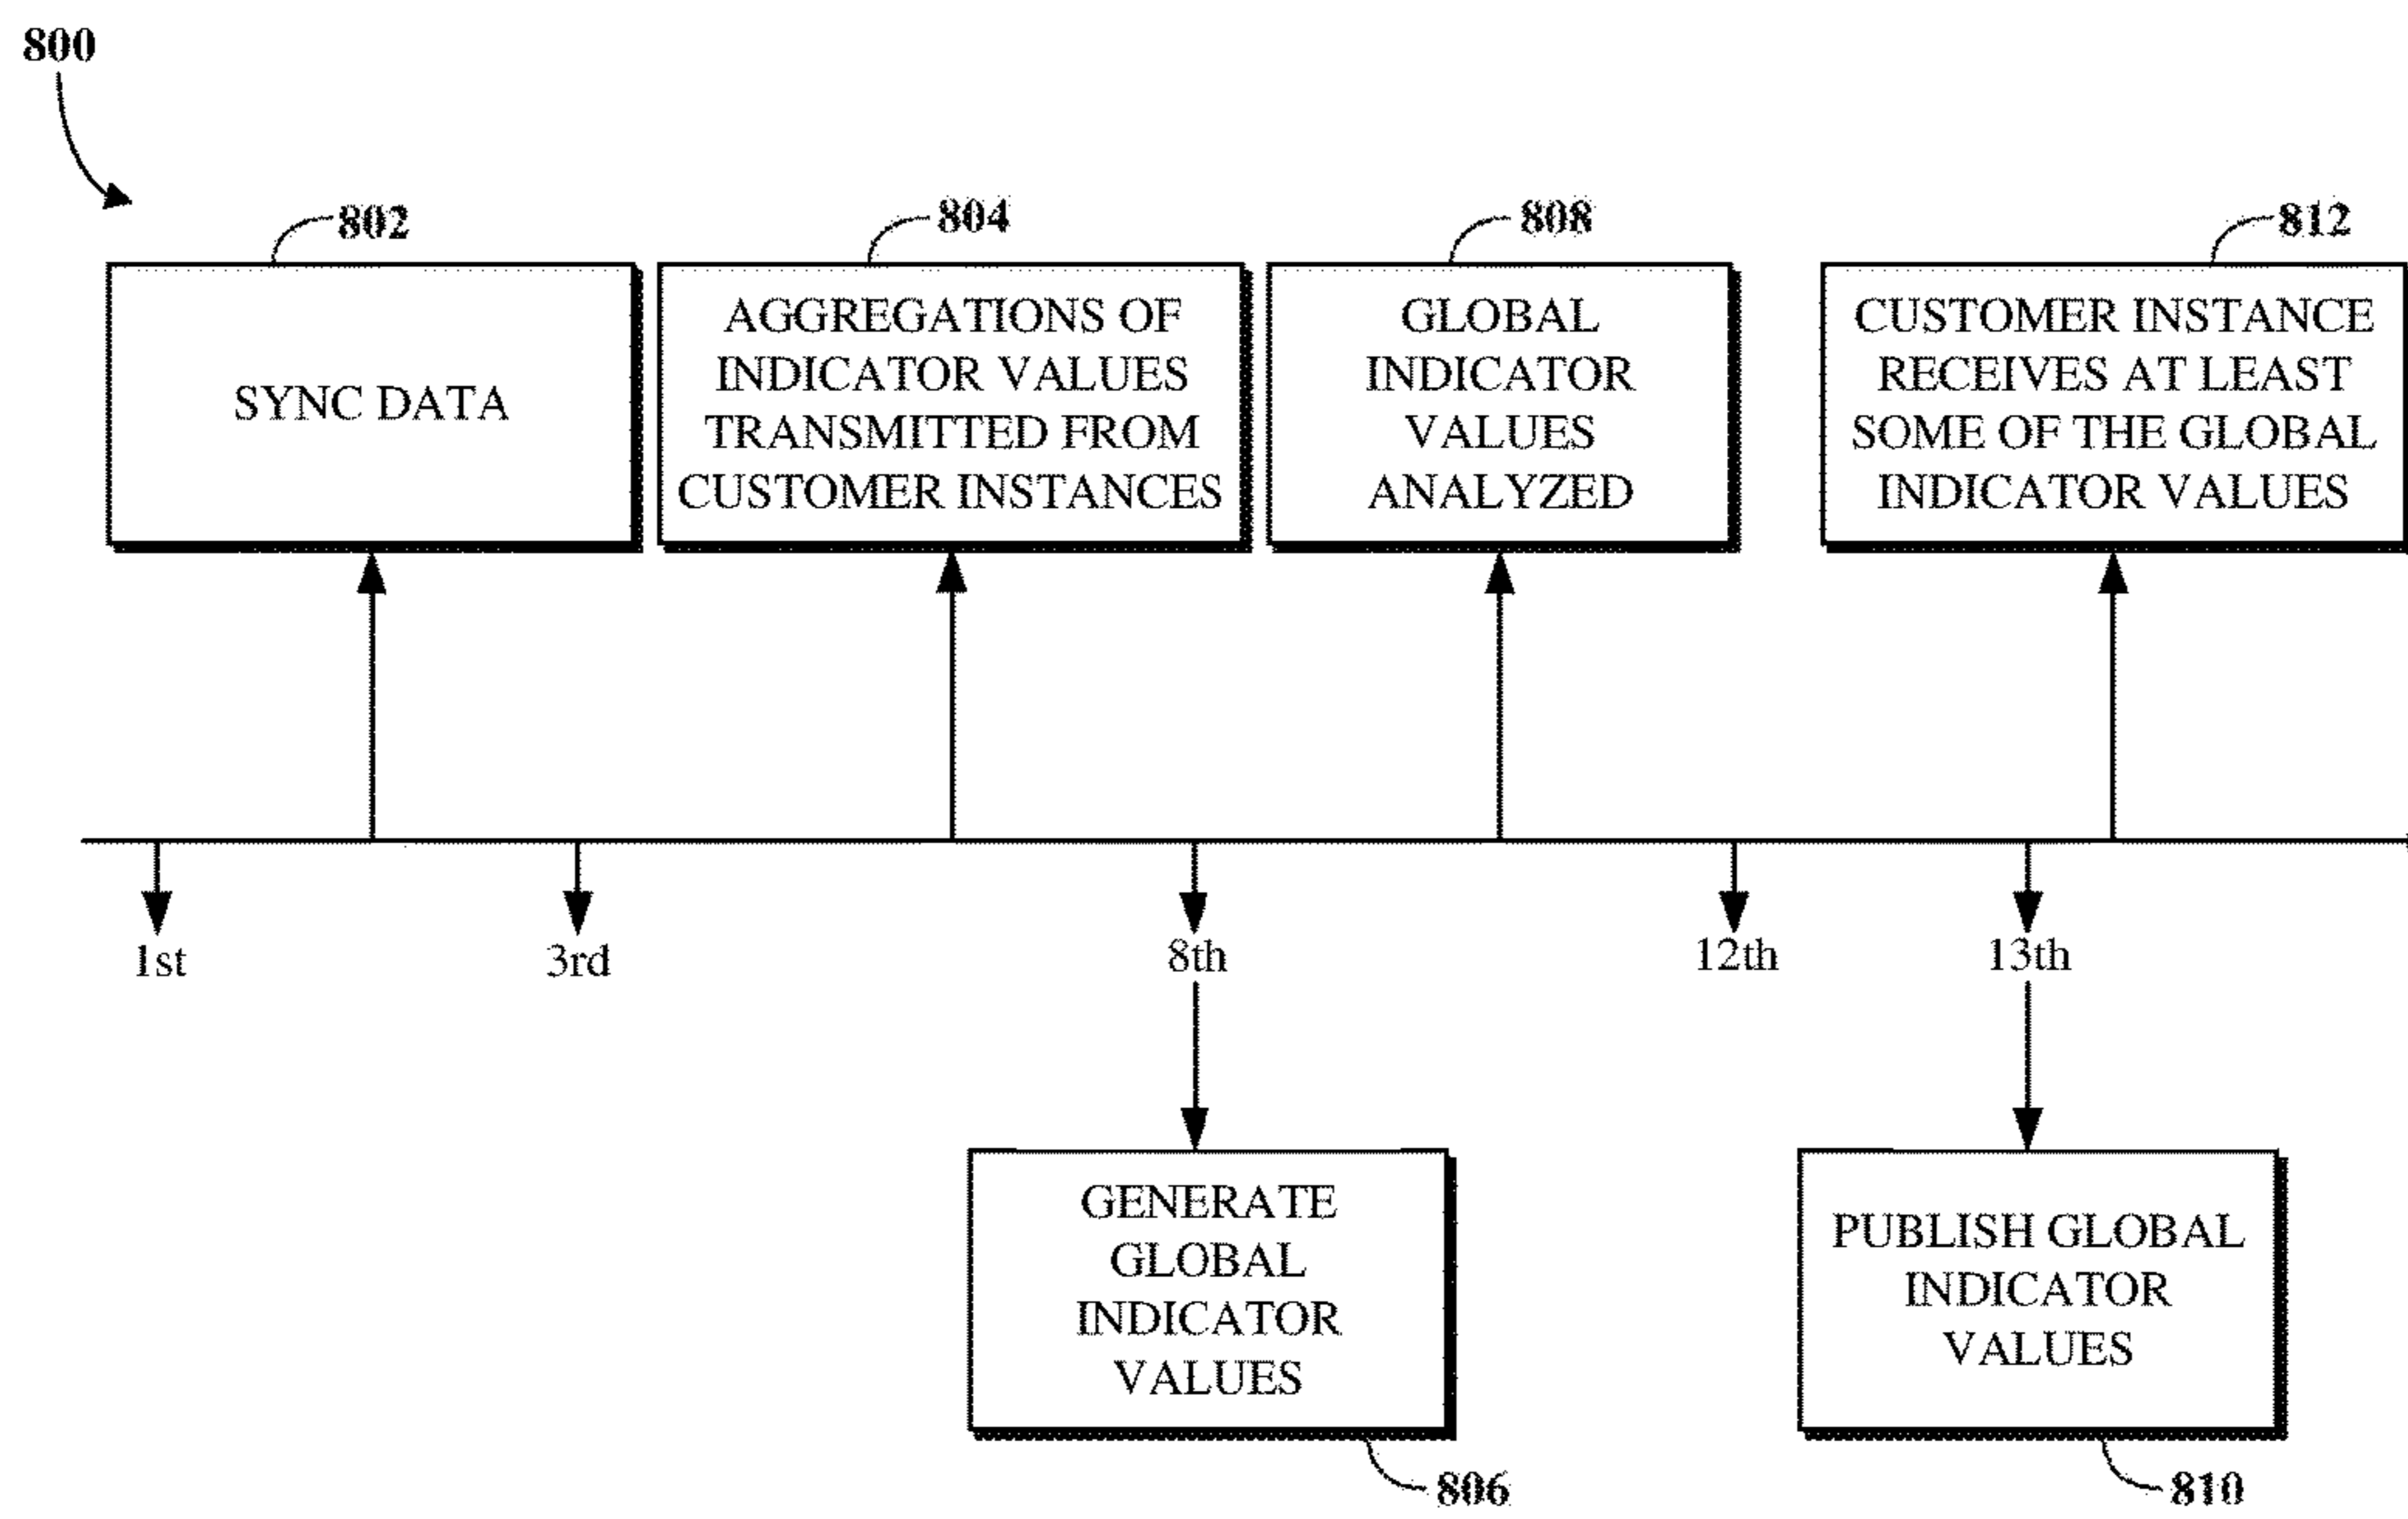 800
802
SYNC DATA
804
AGGREGATIONS OF
INDICATOR VALUES
TRANSMITTED FROM
CUSTOMER INSTANCES
808
GLOBAL
INDICATOR
VALUES
ANALYZED
812
CUSTOMER INSTANCE
RECEIVES AT LEAST
SOME OF THE GLOBAL
INDICATOR VALUES
1st
3rd
8th
12th
13th
GENERATE
GLOBAL
INDICATOR
VALUES
806
PUBLISH GLOBAL
INDICATOR
VALUES
810